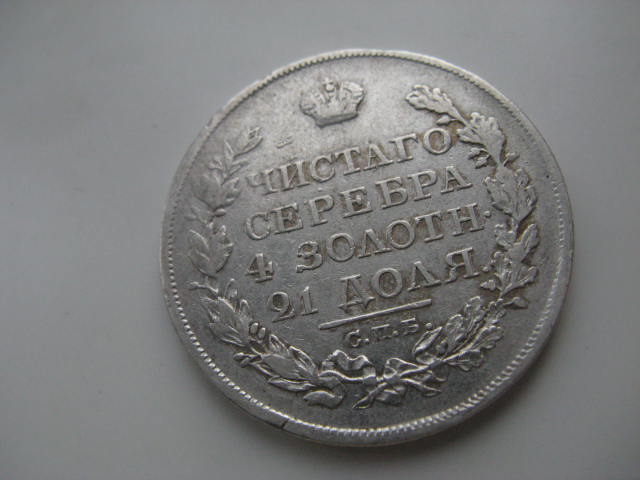 ЧИСТАГО
СЕРЕБРА
4 ЗОЛОТН.
21 ДОЛЯ.
С.П.Б.